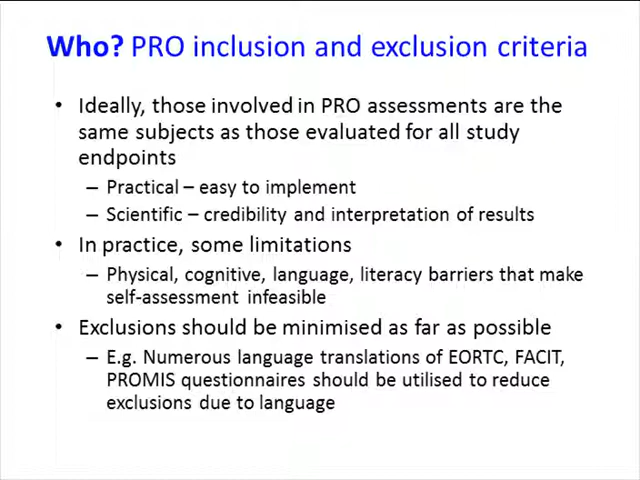 Who? PRO inclusion and exclusion criteria
• Ideally, those involved in PRO assessments are the
same subjects as those evaluated for all study
endpoints
– Practical – easy to implement
– Scientific – credibility and interpretation of results
• In practice, some limitations
– Physical, cognitive, language, literacy barriers that make
self-assessment infeasible
• Exclusions should be minimised as far as possible
– E.g. Numerous language translations of EORTC, FACIT,
PROMIS questionnaires should be utilised to reduce
exclusions due to language